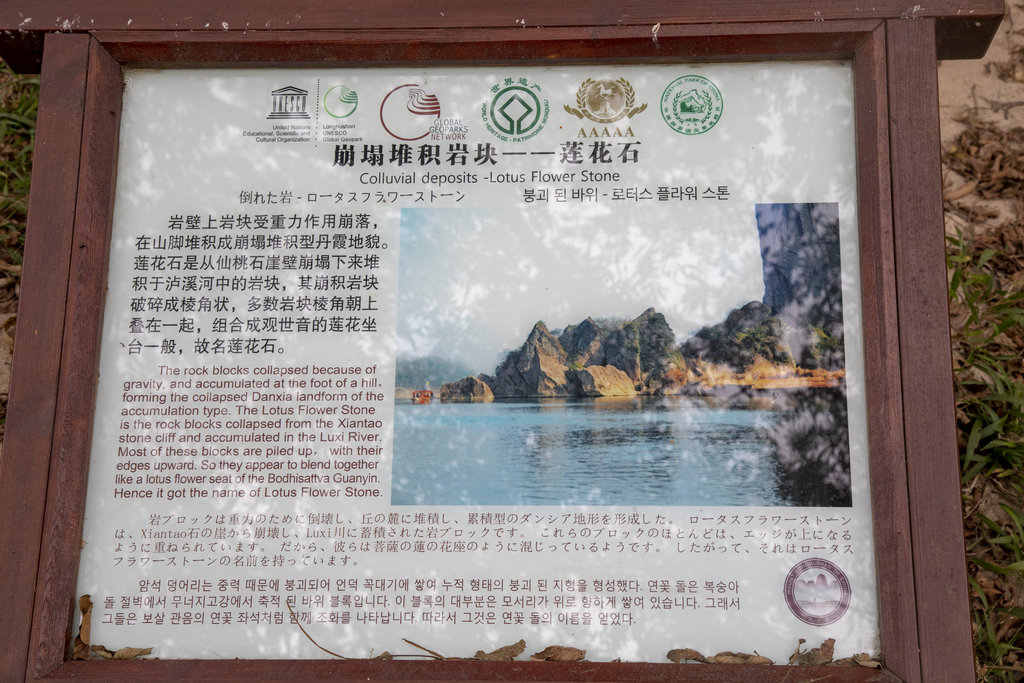 United Nations
Educational, Scientific and
Cultural Organization
Longhushan
UNESCO
Global Geopark
GLOBAL
GEOPARKS
NETWORK
世界遗产
WORLD HERITAGE · PATRIMOINE MONDIAL
AAAAA
崩塌堆积岩块——莲花石
Colluvial deposits -Lotus Flower Stone
倒れた岩 - ロータスフラワーストーン
붕괴 된 바위 - 로터스 플라워 스톤
岩壁上岩块受重力作用崩落，
在山脚堆积成崩塌堆积型丹霞地貌。
莲花石是从仙桃石崖壁崩塌下来堆
积于泸溪河中的岩块，其崩积岩块
破碎成棱角状，多数岩块棱角朝上
叠在一起，组合成观世音的莲花坐
台一般，故名莲花石。
The rock blocks collapsed because of
gravity, and accumulated at the foot of a hill,
forming the collapsed Danxia landform of the
accumulation type. The Lotus Flower Stone
is the rock blocks collapsed from the Xiantao
stone cliff and accumulated in the Luxi River.
Most of these blocks are piled up, with their
edges upward. So they appear to blend together
like a lotus flower seat of the Bodhisattva Guanyin.
Hence it got the name of Lotus Flower Stone.
岩ブロックは重力のために倒壊し、丘の麓に堆積し、累積型のダンシア地形を形成した。 ロータスフラワーストーン
は、Xiantao石の崖から崩壊し、Luxi川に蓄積された岩ブロックです。 これらのブロックのほとんどは、エッジが上になる
ように重ねられています。 だから、彼らは菩薩の蓮の花座のように混じっているようです。 したがって、それはロータス
フラワーストーンの名前を持っています。
암석 덩어리는 중력 때문에 붕괴되어 언덕 꼭대기에 쌓여 누적 형태의 붕괴 된 지형을 형성했다. 연꽃 돌은 복숭아
돌 절벽에서 무너지고강에서 축적 된 바위 블록입니다. 이 블록의 대부분은 모서리가 위로 향하게 쌓여 있습니다. 그래서
그들은 보살 관음의 연꽃 좌석처럼 함께 조화를 나타납니다. 따라서 그것은 연꽃 돌의 이름을 얻었다.